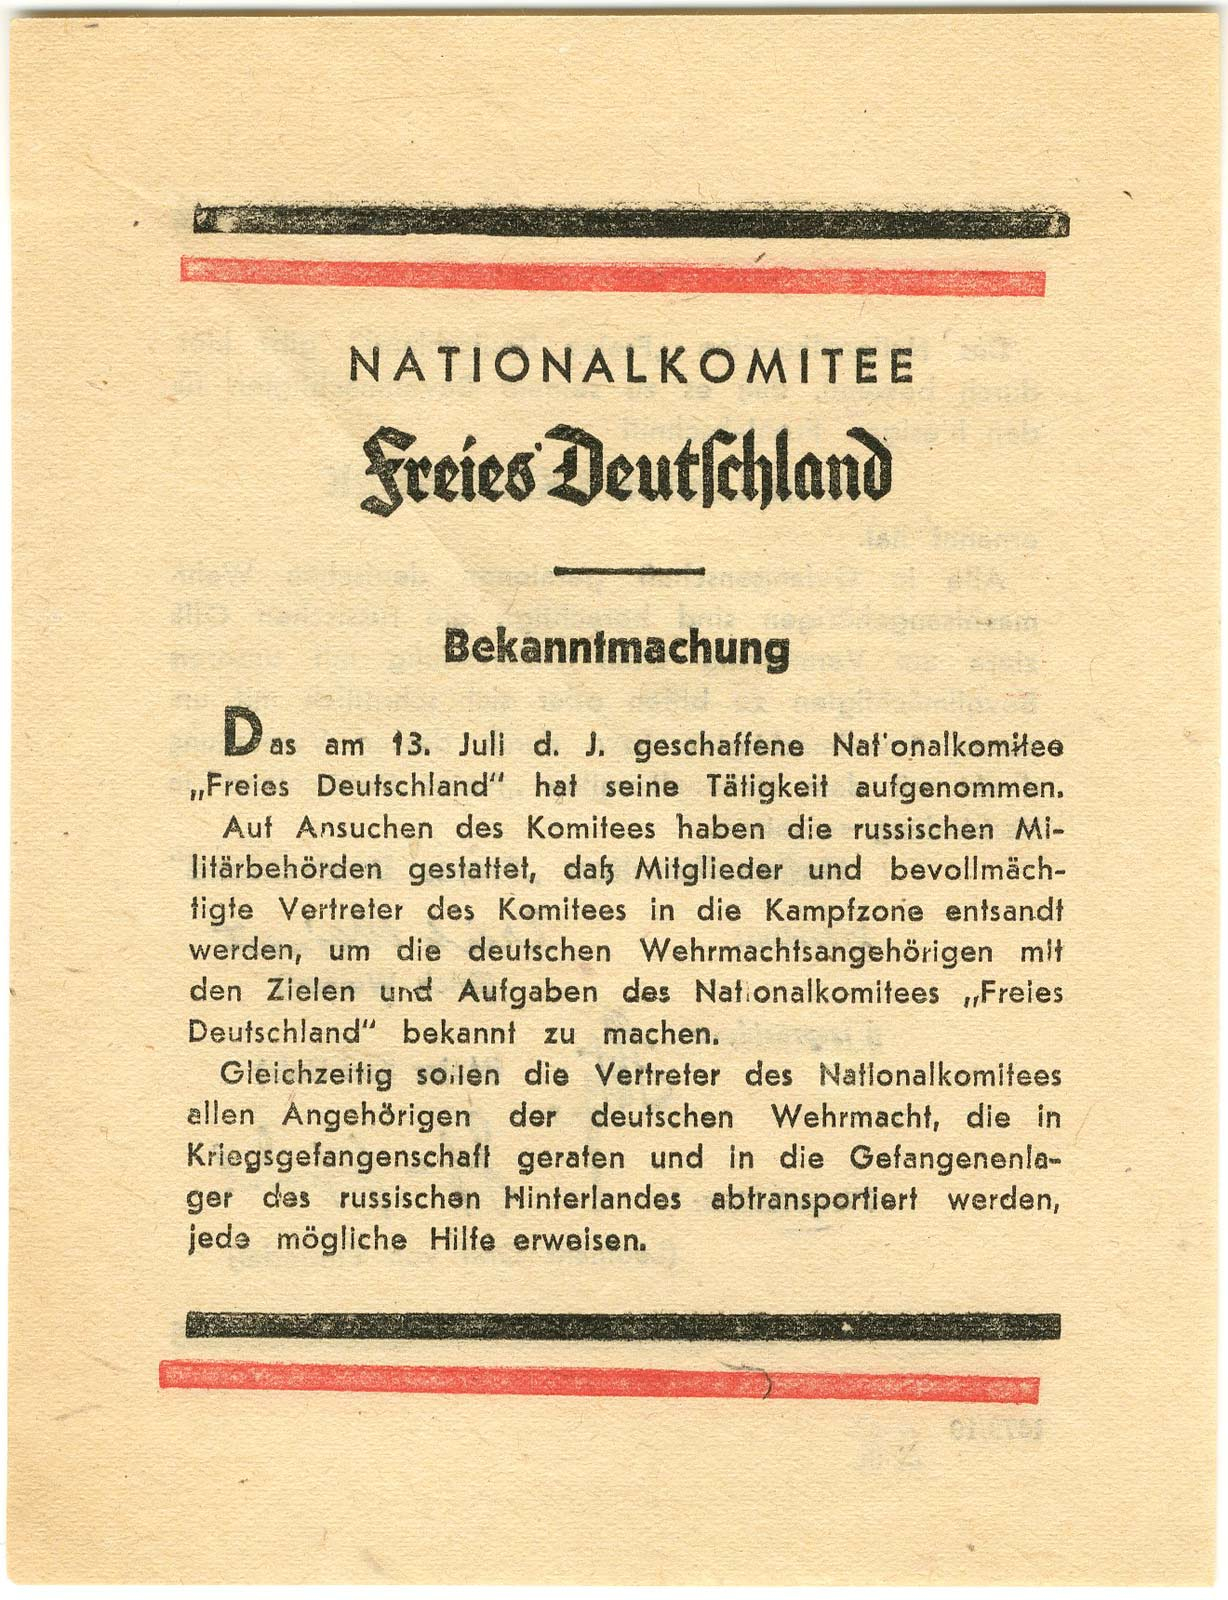 NATIONALKOMITEE
Freies Deutschland
Bekanntmachung
Das am 13. Juli d. J. geschaffene Nationalkomitee
„Freies Deutschland“ hat seine Tätigkeit aufgenommen.
Auf Ansuchen des Komitees haben die russischen Mi-
litärbehörden gestattet, daß Mitglieder und bevollmäch-
tigte Vertreter des Komitees in die Kampfzone entsandt
werden, um die deutschen Wehrmachtsangehörigen mit
den Zielen und Aufgaben des Nationalkomitees „Freies
Deutschland“ bekannt zu machen.
Gleichzeitig sollen die Vertreter des Nationalkomitees
allen Angehörigen der deutschen Wehrmacht, die in
Kriegsgefangenschaft geraten und in die Gefangenenla-
ger des russischen Hinterlandes abtransportiert werden,
jede mögliche Hilfe erweisen.